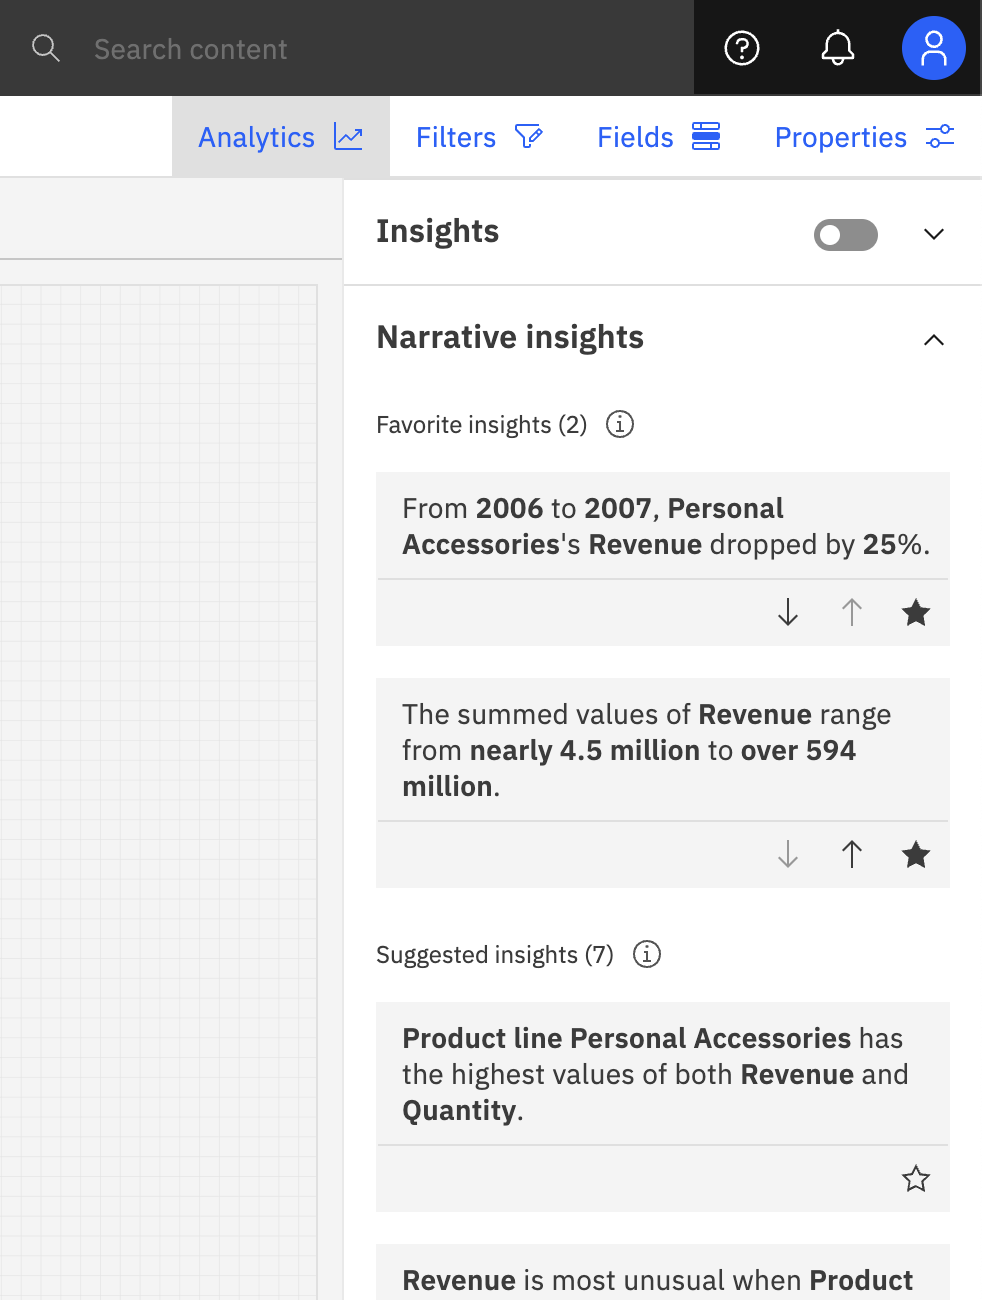 Search content
Analytics Filters Fields Properties
Insights
Narrative insights
Favorite insights (2)
From 2006 to 2007, Personal
Accessories's Revenue dropped by 25%.
The summed values of Revenue range
from nearly 4.5 million to over 594
million.
Suggested insights (7)
Product line Personal Accessories has
the highest values of both Revenue and
Quantity.
Revenue is most unusual when Product